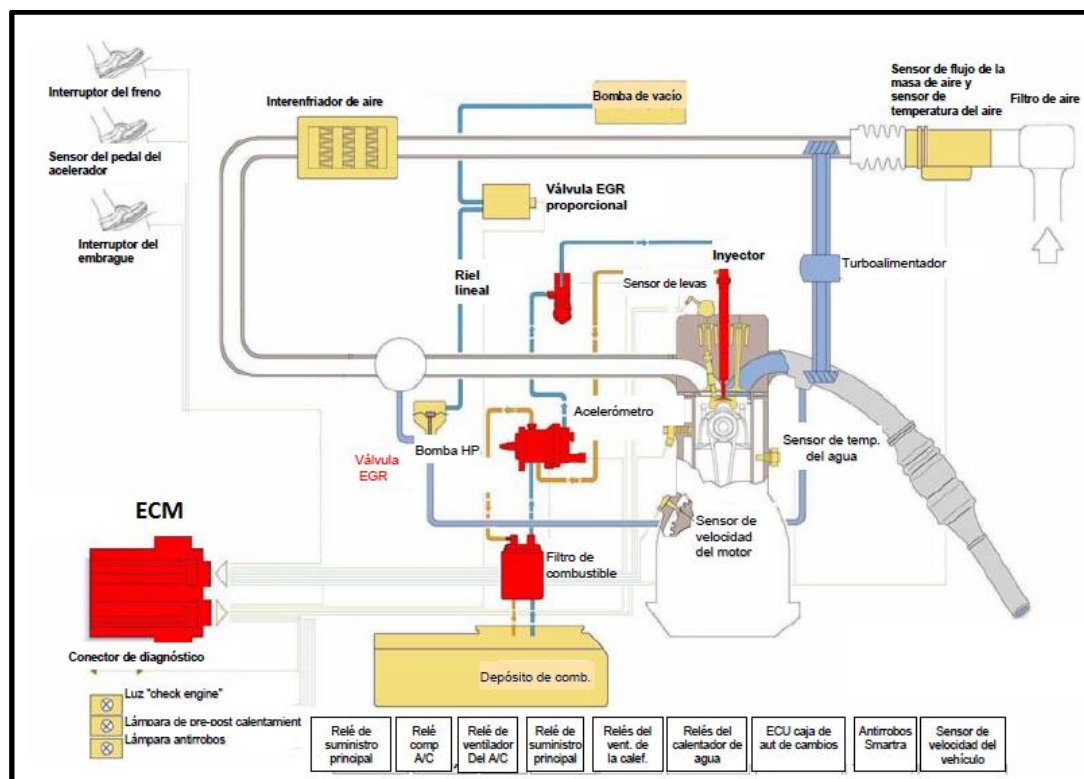 Interruptor del freno
Sensor del pedal del
acelerador
Interruptor del
embrague
Interenfriador de aire
Bomba de vacío
Sensor de flujo de la
masa de aire y
sensor de
temperatura del aire
Filtro de aire
Válvula EGR
proporcional
Riel
lineal
Inyector
Sensor de levas
Turboalimentador
Acelerómetro
Bomba HP
Válvula
EGR
Sensor de temp.
del agua
ECM
Sensor de
velocidad
del motor
Filtro de
combustible
Conector de diagnóstico
Depósito de comb.
Luz "check engine"
Lámpara de pre-post calentamient
Lámpara antirrobos
Relé de
suministro
principal
Relé
comp
A/C
Relé de
ventilador
Del A/C
Relé de
suministro
principal
Relés del
vent. de
la calef.
Relés del
calentador de
agua
ECU caja de
aut de cambios
Antirrobos
Smartra
Sensor de
velocidad del
vehículo